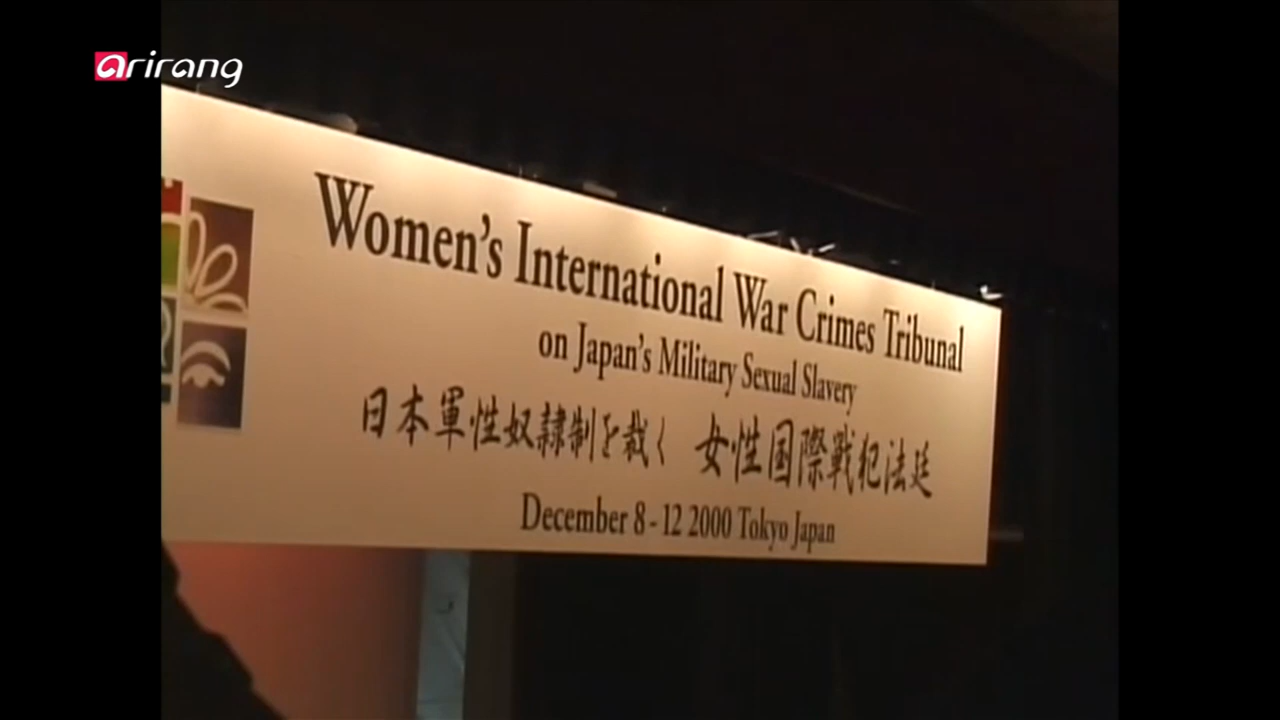 arirang
Women's International War Crimes Tribunal
on Japan's Military Sexual Slavery
日本軍性奴隷制を裁く 女性国際戦犯法廷
December 8 - 12 2000 Tokyo Japan